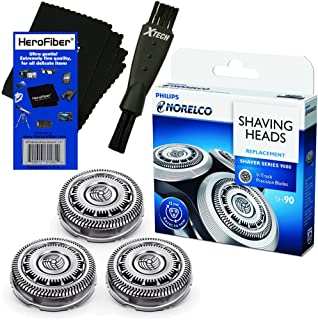 HeroFiber®
Ultra gentle!
Extremely fine quality,
for all delicate items!
XTECH
PHILIPS
NORELCO
SHAVING
HEADS
REPLACEMENT
SHAVER SERIES 9000
V-Track
Precision Blades
SH90